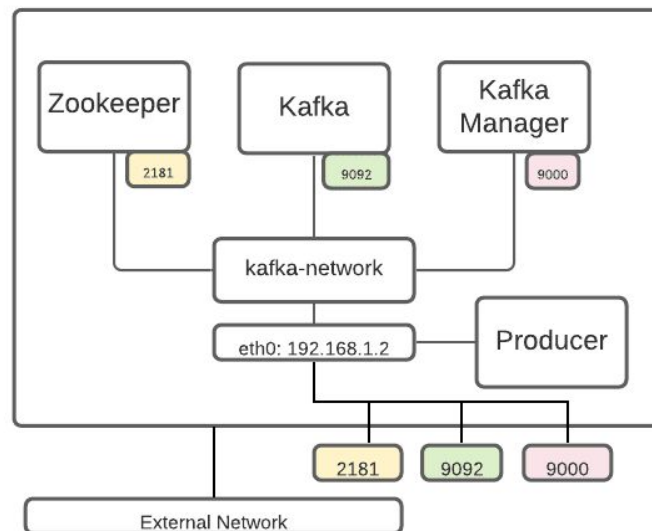 Zookeeper
2181
Kafka
9092
Kafka
Manager
9000
kafka-network
eth0: 192.168.1.2
Producer
2181
9092
9000
External Network